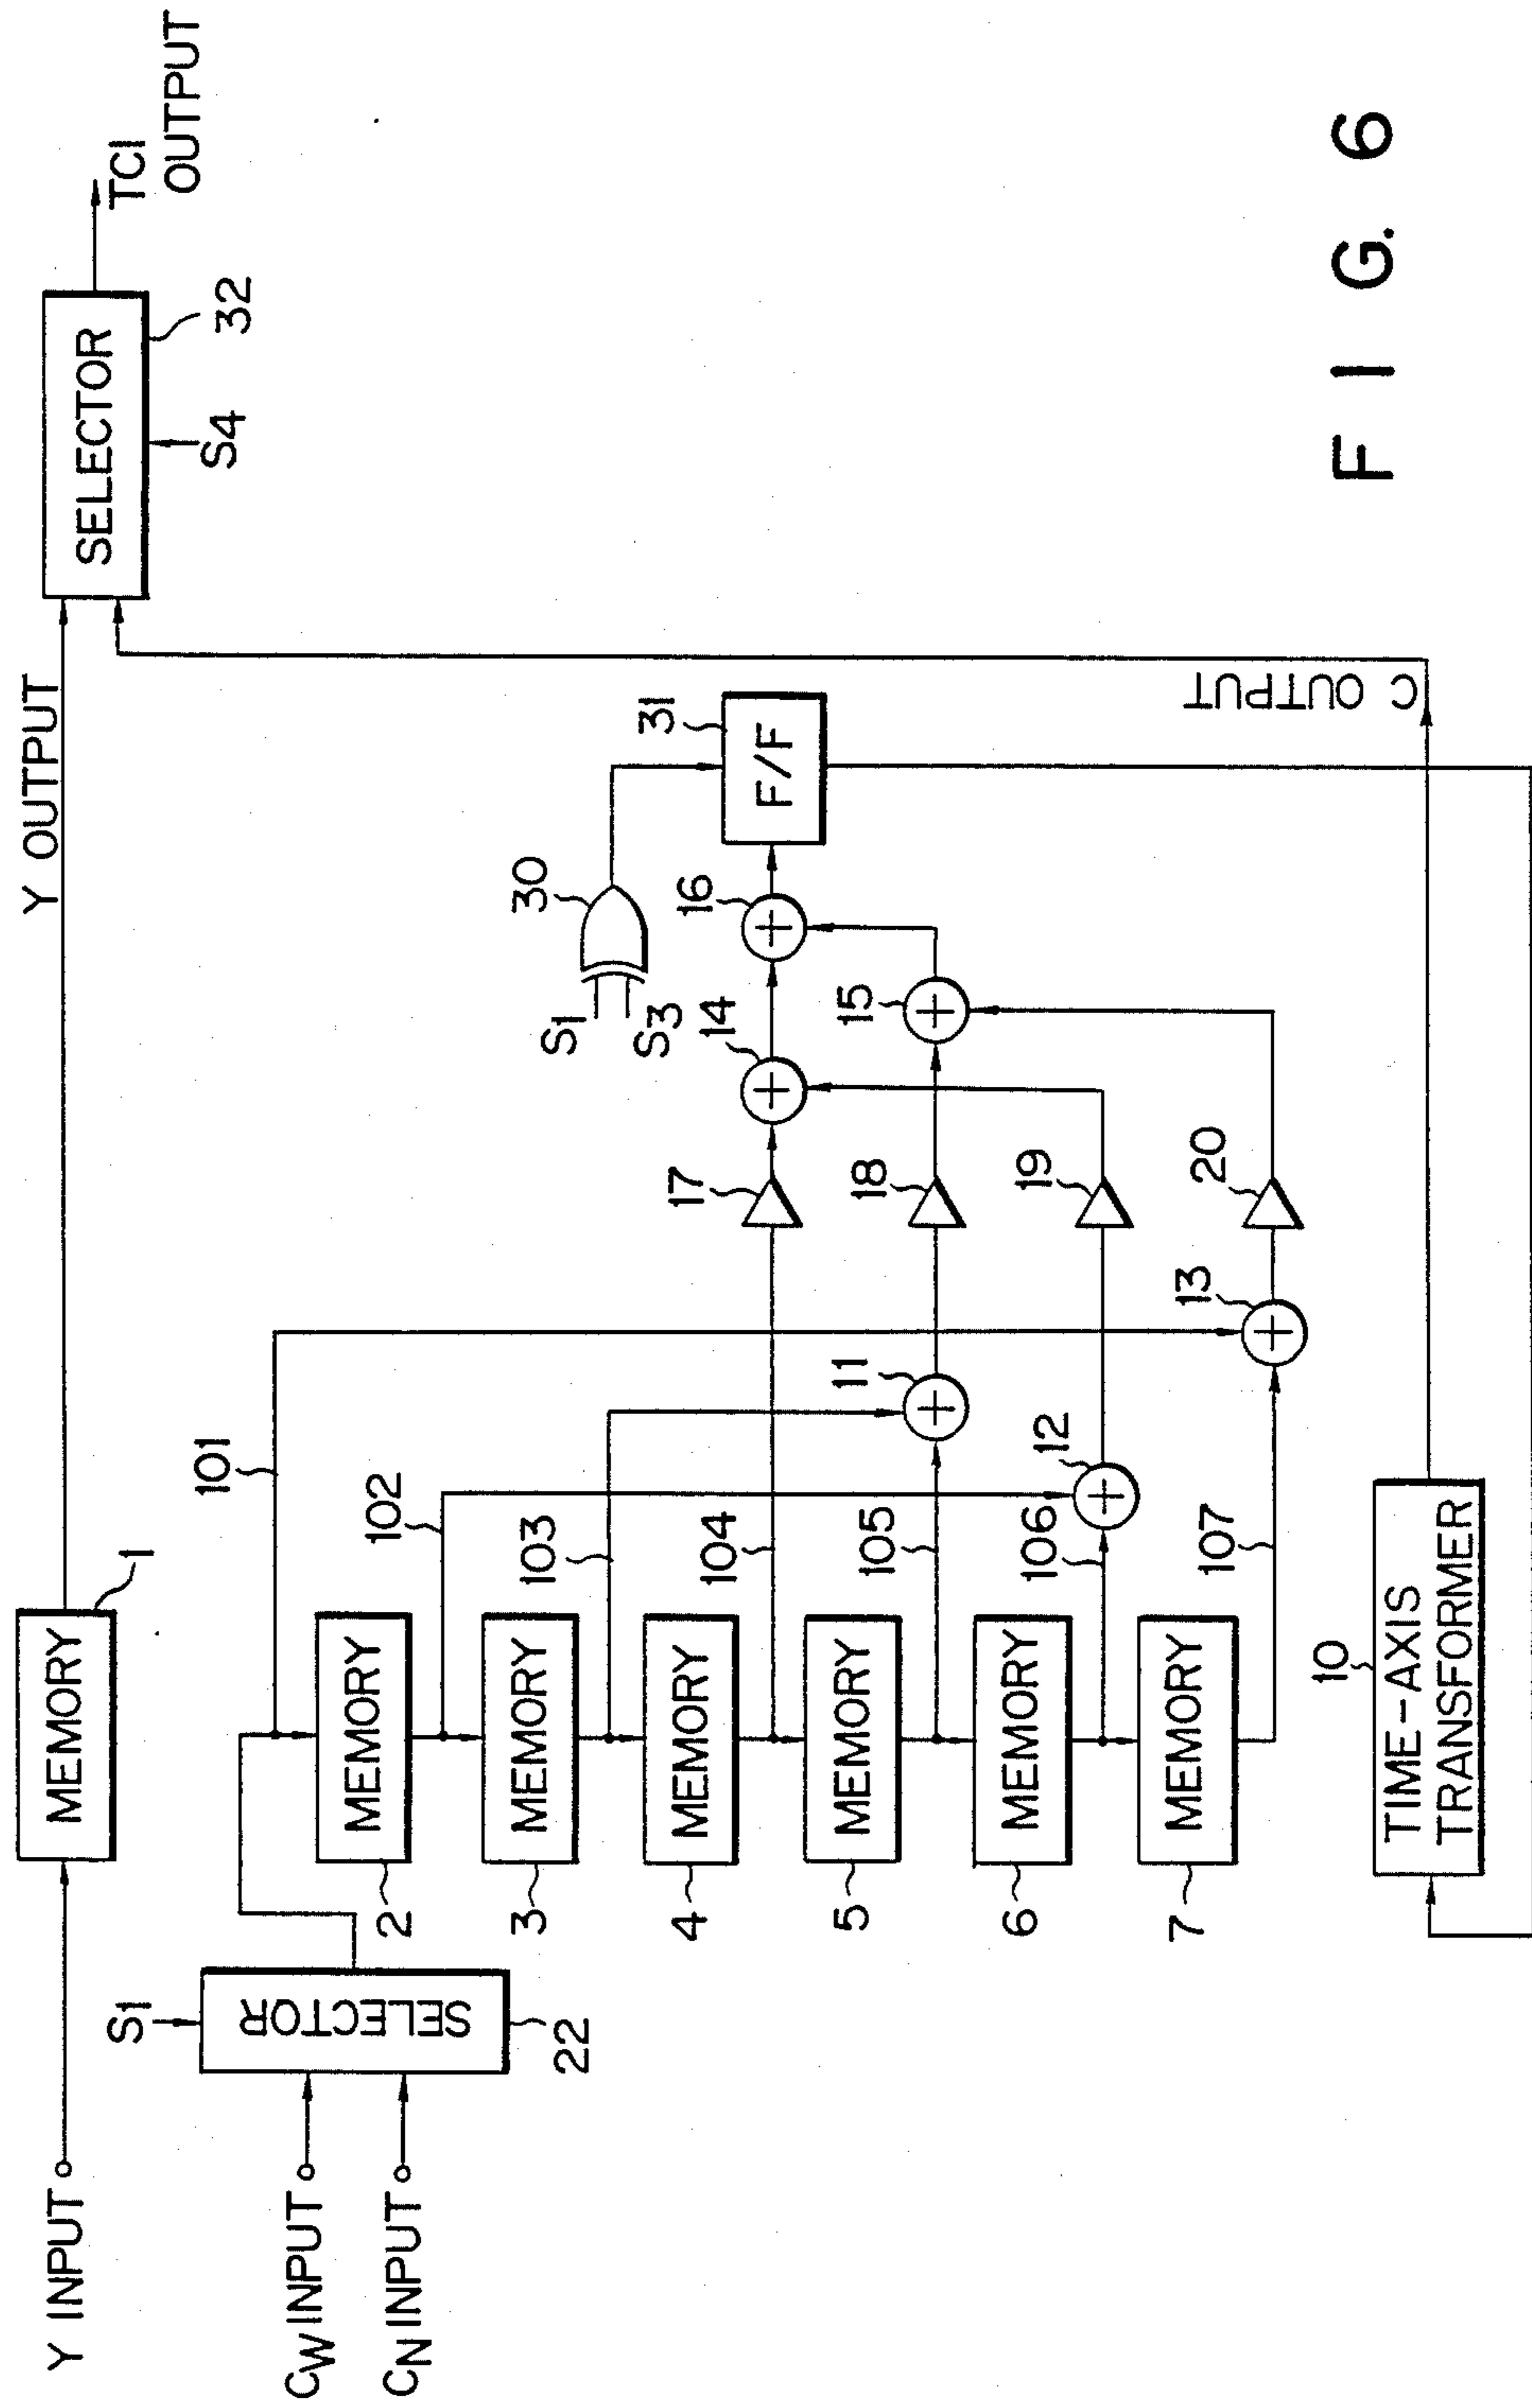 Y INPUT
MEMORY
1
Y OUTPUT
SELECTOR
32
S4
TCI
OUTPUT
S1
CW INPUT
CN INPUT
SELECTOR
22
101
MEMORY
2
102
MEMORY
3
103
MEMORY
4
104
MEMORY
5
105
MEMORY
6
106
MEMORY
7
107
11
12
13
17
18
19
20
14
15
16
S1
S3
30
31
F/F
C OUTPUT
10
TIME-AXIS
TRANSFORMER
FIG. 6